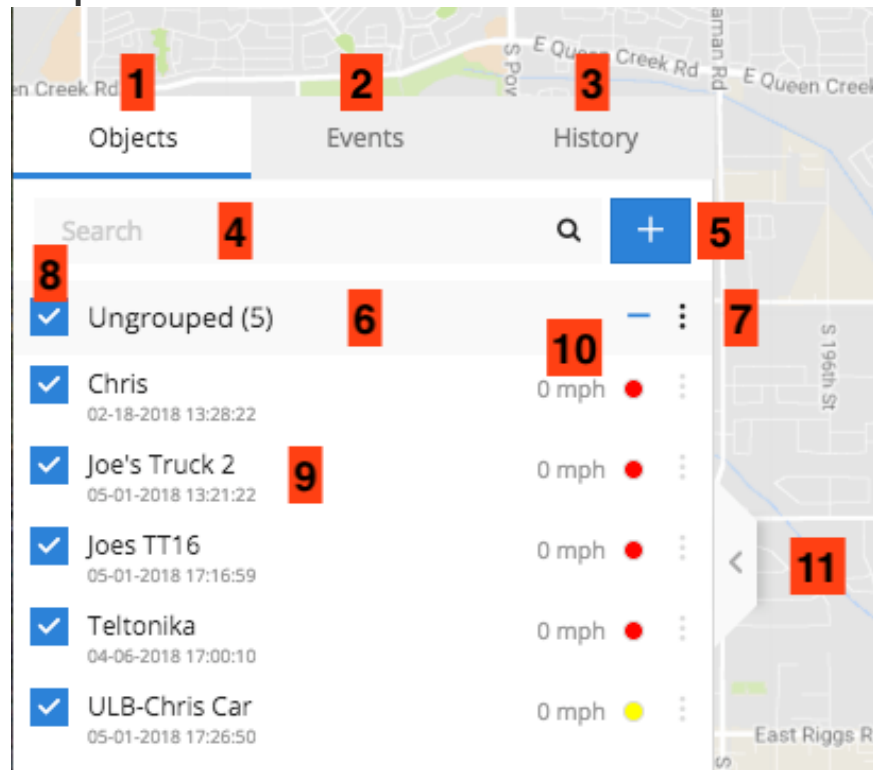 E Queen Creek Rd
E Queen Creek
en Creek Rd
S Pow
aman Rd
1
2
3
Objects
Events
History
Search
4
5
8
Ungrouped (5)
6
7
10
Chris
0 mph
02-18-2018 13:28:22
Joe's Truck 2
9
0 mph
05-01-2018 13:21:22
Joes TT16
0 mph
05-01-2018 17:16:59
11
Teltonika
0 mph
04-06-2018 17:00:10
ULB-Chris Car
0 mph
05-01-2018 17:26:50
S 196th St
East Riggs R
S